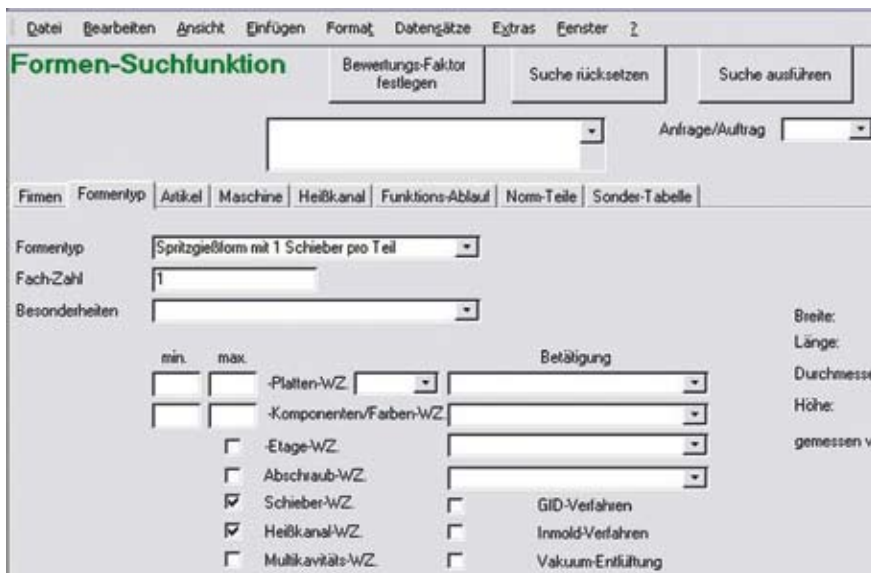 Datei Bearbeiten Ansicht Einfügen Format Datensätze Extras Fenster ?
Formen-Suchfunktion
Bewertungs-Faktor
festlegen
Suche rücksetzen
Suche ausführen
Anfrage/Auftrag
Firmen Formentyp Artikel Maschine Heißkanal Funktions-Ablauf Norm-Teile Sonder-Tabelle
Formentyp Spritzgießform mit 1 Schieber pro Teil
Fach-Zahl 1
Besonderheiten
Breite:
Länge:
min. max. Betätigung
Durchmesse
-Platten-WZ.
Höhe:
-Komponenten/Farben-WZ.
-Etage-WZ.
gemessen v
Abschraub-WZ.
Schieber-WZ. GID-Verfahren
Heißkanal-WZ. Inmold-Verfahren
Multikavitäts-WZ. Vakuum-Entlüftung